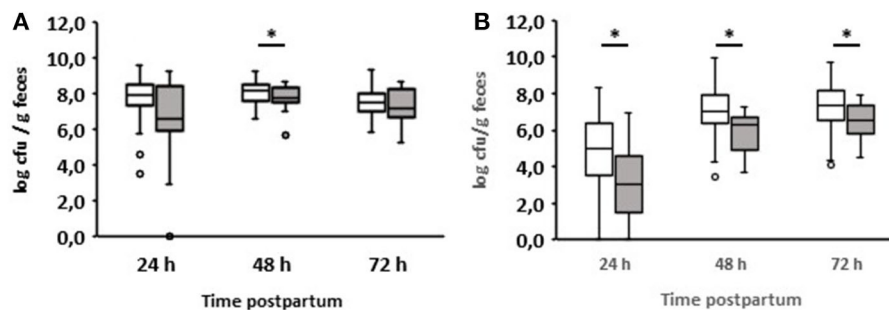 A
log cfu / g feces
12,0
10,0
8,0
6,0
4,0
2,0
0,0
*
24 h 48 h 72 h
Time postpartum
B
log cfu/g feces
12,0
10,0
8,0
6,0
4,0
2,0
0,0
* * *
24 h 48 h 72 h
Time postpartum